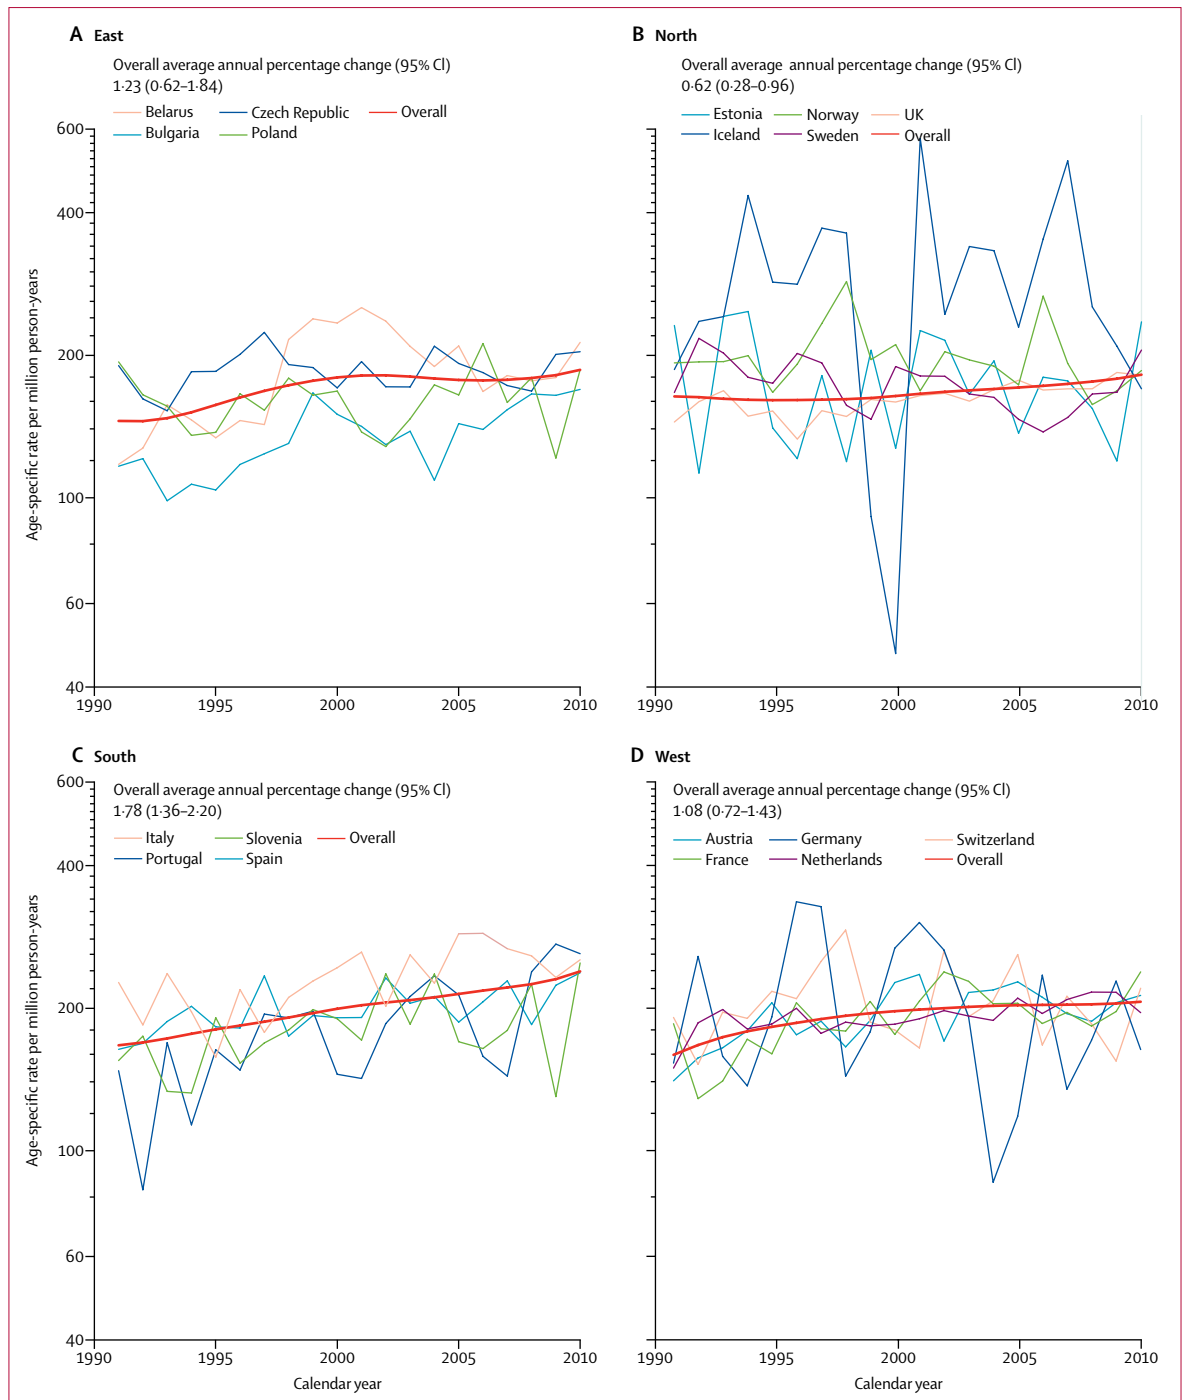 A East
Overall average annual percentage change (95% CI)
1·23 (0·62–1·84)
Belarus Czech Republic Overall
Bulgaria Poland
600
400
200
100
60
40
1990 1995 2000 2005 2010
Age-specific rate per million person-years
B North
Overall average annual percentage change (95% CI)
0·62 (0·28–0·96)
Estonia Norway UK
Iceland Sweden Overall
1990 1995 2000 2005 2010
C South
Overall average annual percentage change (95% CI)
1·78 (1·36–2·20)
Italy Slovenia Overall
Portugal Spain
600
400
200
100
60
40
1990 1995 2000 2005 2010
Age-specific rate per million person-years
Calendar year
D West
Overall average annual percentage change (95% CI)
1·08 (0·72–1·43)
Austria Germany Switzerland
France Netherlands Overall
1990 1995 2000 2005 2010
Calendar year